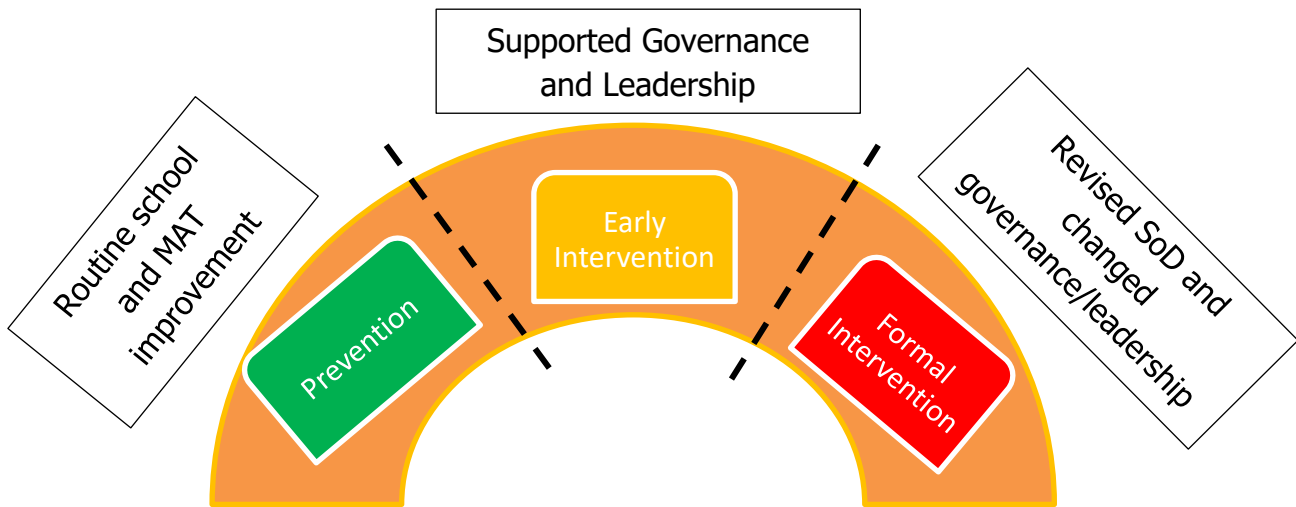 Supported Governance
and Leadership
Routine school
and MAT
improvement
Revised SoD and
changed
governance/leadership
Prevention
Early
Intervention
Formal
Intervention